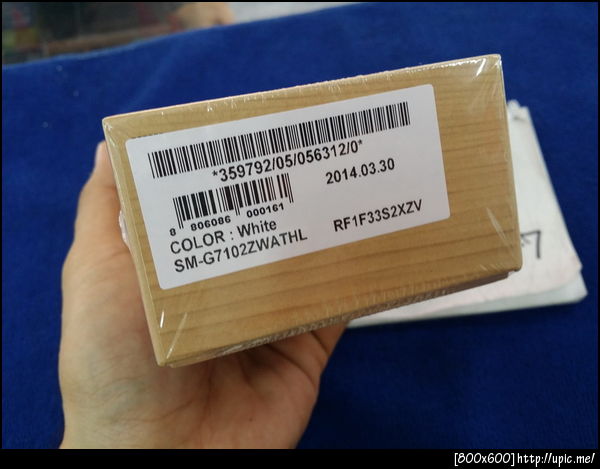 *359792/05/056312/0*
2014.03.30
8 806086 000161
COLOR : White
SM-G7102ZWATHL
RF1F33S2XZV
[800x600]http://upic.me/